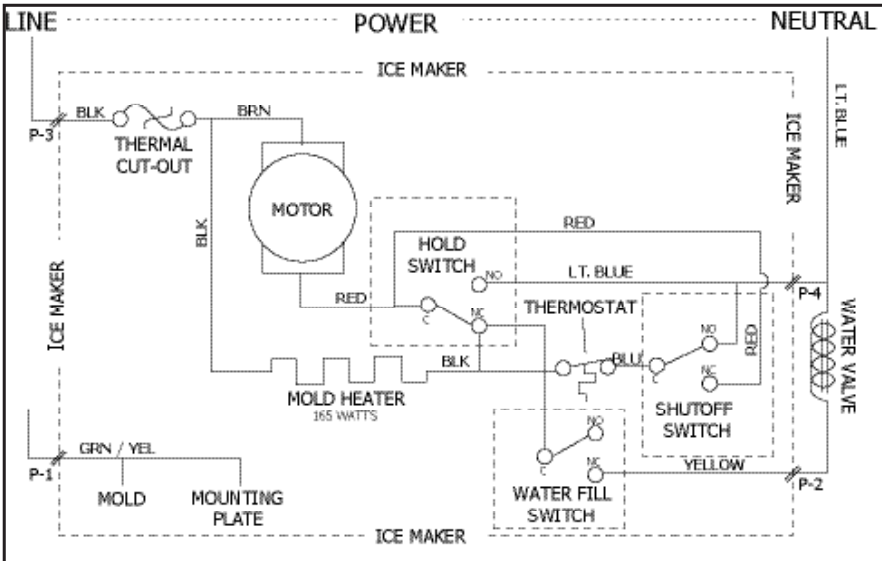 LINE POWER NEUTRAL
ICE MAKER
BLK
BRN
P-3
THERMAL
CUT-OUT
LT. BLUE
ICE MAKER
MOTOR
BLK
HOLD
SWITCH
RED
NO
LT. BLUE
RED
C
NC
THERMOSTAT
P-4
ICE MAKER
BLK
BLU
C
NO
NC
RED
WATER VALVE
MOLD HEATER
165 WATTS
SHUTOFF
SWITCH
NO
C
NC
GRN / YEL
YELLOW
P-1
P-2
MOLD
MOUNTING
PLATE
WATER FILL
SWITCH
ICE MAKER